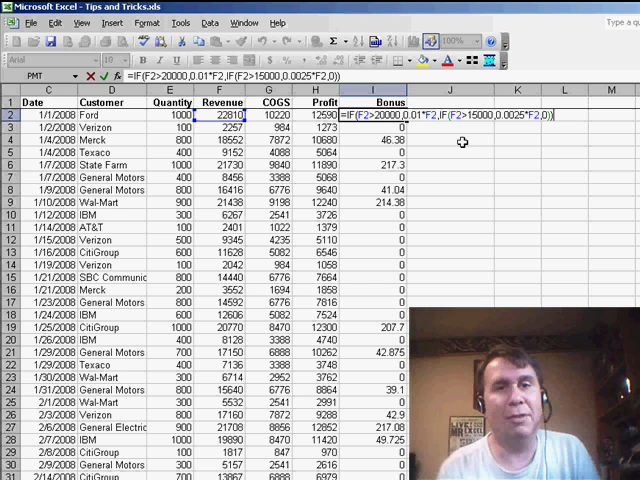 Microsoft Excel - Tips and Tricks.xls
File Edit View Insert Format Tools Data Window Help Type a ques
100%
Arial 10 B I U $ %
PMT =IF(F2>20000,0.01*F2,IF(F2>15000,0.0025*F2,0))
C D E F G H I J K L M
1 Date Customer Quantity Revenue COGS Profit Bonus
2 1/1/2008 Ford 1000 22810 10220 12590 =IF(F2>20000,0.01*F2,IF(F2>15000,0.0025*F2,0))
3 1/2/2008 Verizon 100 2257 984 1273 0
4 1/4/2008 Merck 800 18552 7872 10680 46.38
5 1/4/2008 Texaco 400 9152 4088 5064 0
6 1/7/2008 State Farm 1000 21730 9840 11890 217.3
7 1/7/2008 General Motors 400 8456 3388 5068 0
8 1/9/2008 General Motors 800 16416 6776 9640 41.04
9 1/10/2008 Wal-Mart 900 21438 9198 12240 214.38
10 1/12/2008 IBM 300 6267 2541 3726 0
11 1/14/2008 AT&T 100 2401 1022 1379 0
12 1/15/2008 Verizon 500 9345 4235 5110 0
13 1/16/2008 CitiGroup 600 11628 5082 6546 0
14 1/19/2008 Verizon 100 2042 984 1058 0
15 1/21/2008 SBC Communic 800 14440 6776 7664 0
16 1/21/2008 Merck 200 3552 1694 1858 0
17 1/23/2008 General Motors 800 14592 6776 7816 0
18 1/24/2008 IBM 600 12606 5082 7524 0
19 1/25/2008 CitiGroup 1000 20770 8470 12300 207.7
20 1/26/2008 IBM 400 8128 3388 4740 0
21 1/29/2008 General Motors 700 17150 6888 10262 42.875
22 1/29/2008 Texaco 400 7136 3388 3748 0
23 1/30/2008 Wal-Mart 300 6714 2952 3762 0
24 1/31/2008 General Motors 800 15640 6776 8864 39.1
25 2/1/2008 Wal-Mart 300 5532 2541 2991 0
26 2/3/2008 Verizon 800 17160 7872 9288 42.9
27 2/6/2008 General Electric 900 21708 8856 12852 217.08
28 2/7/2008 IBM 1000 19890 8470 11420 49.725
29 2/8/2008 CitiGroup 100 1817 847 970 0
30 2/9/2008 General Motors 300 5157 2541 2616 0
31 2/14/2008 CitiGroup 800 13867 6888 6979 0
LIVE
MR EXCEL